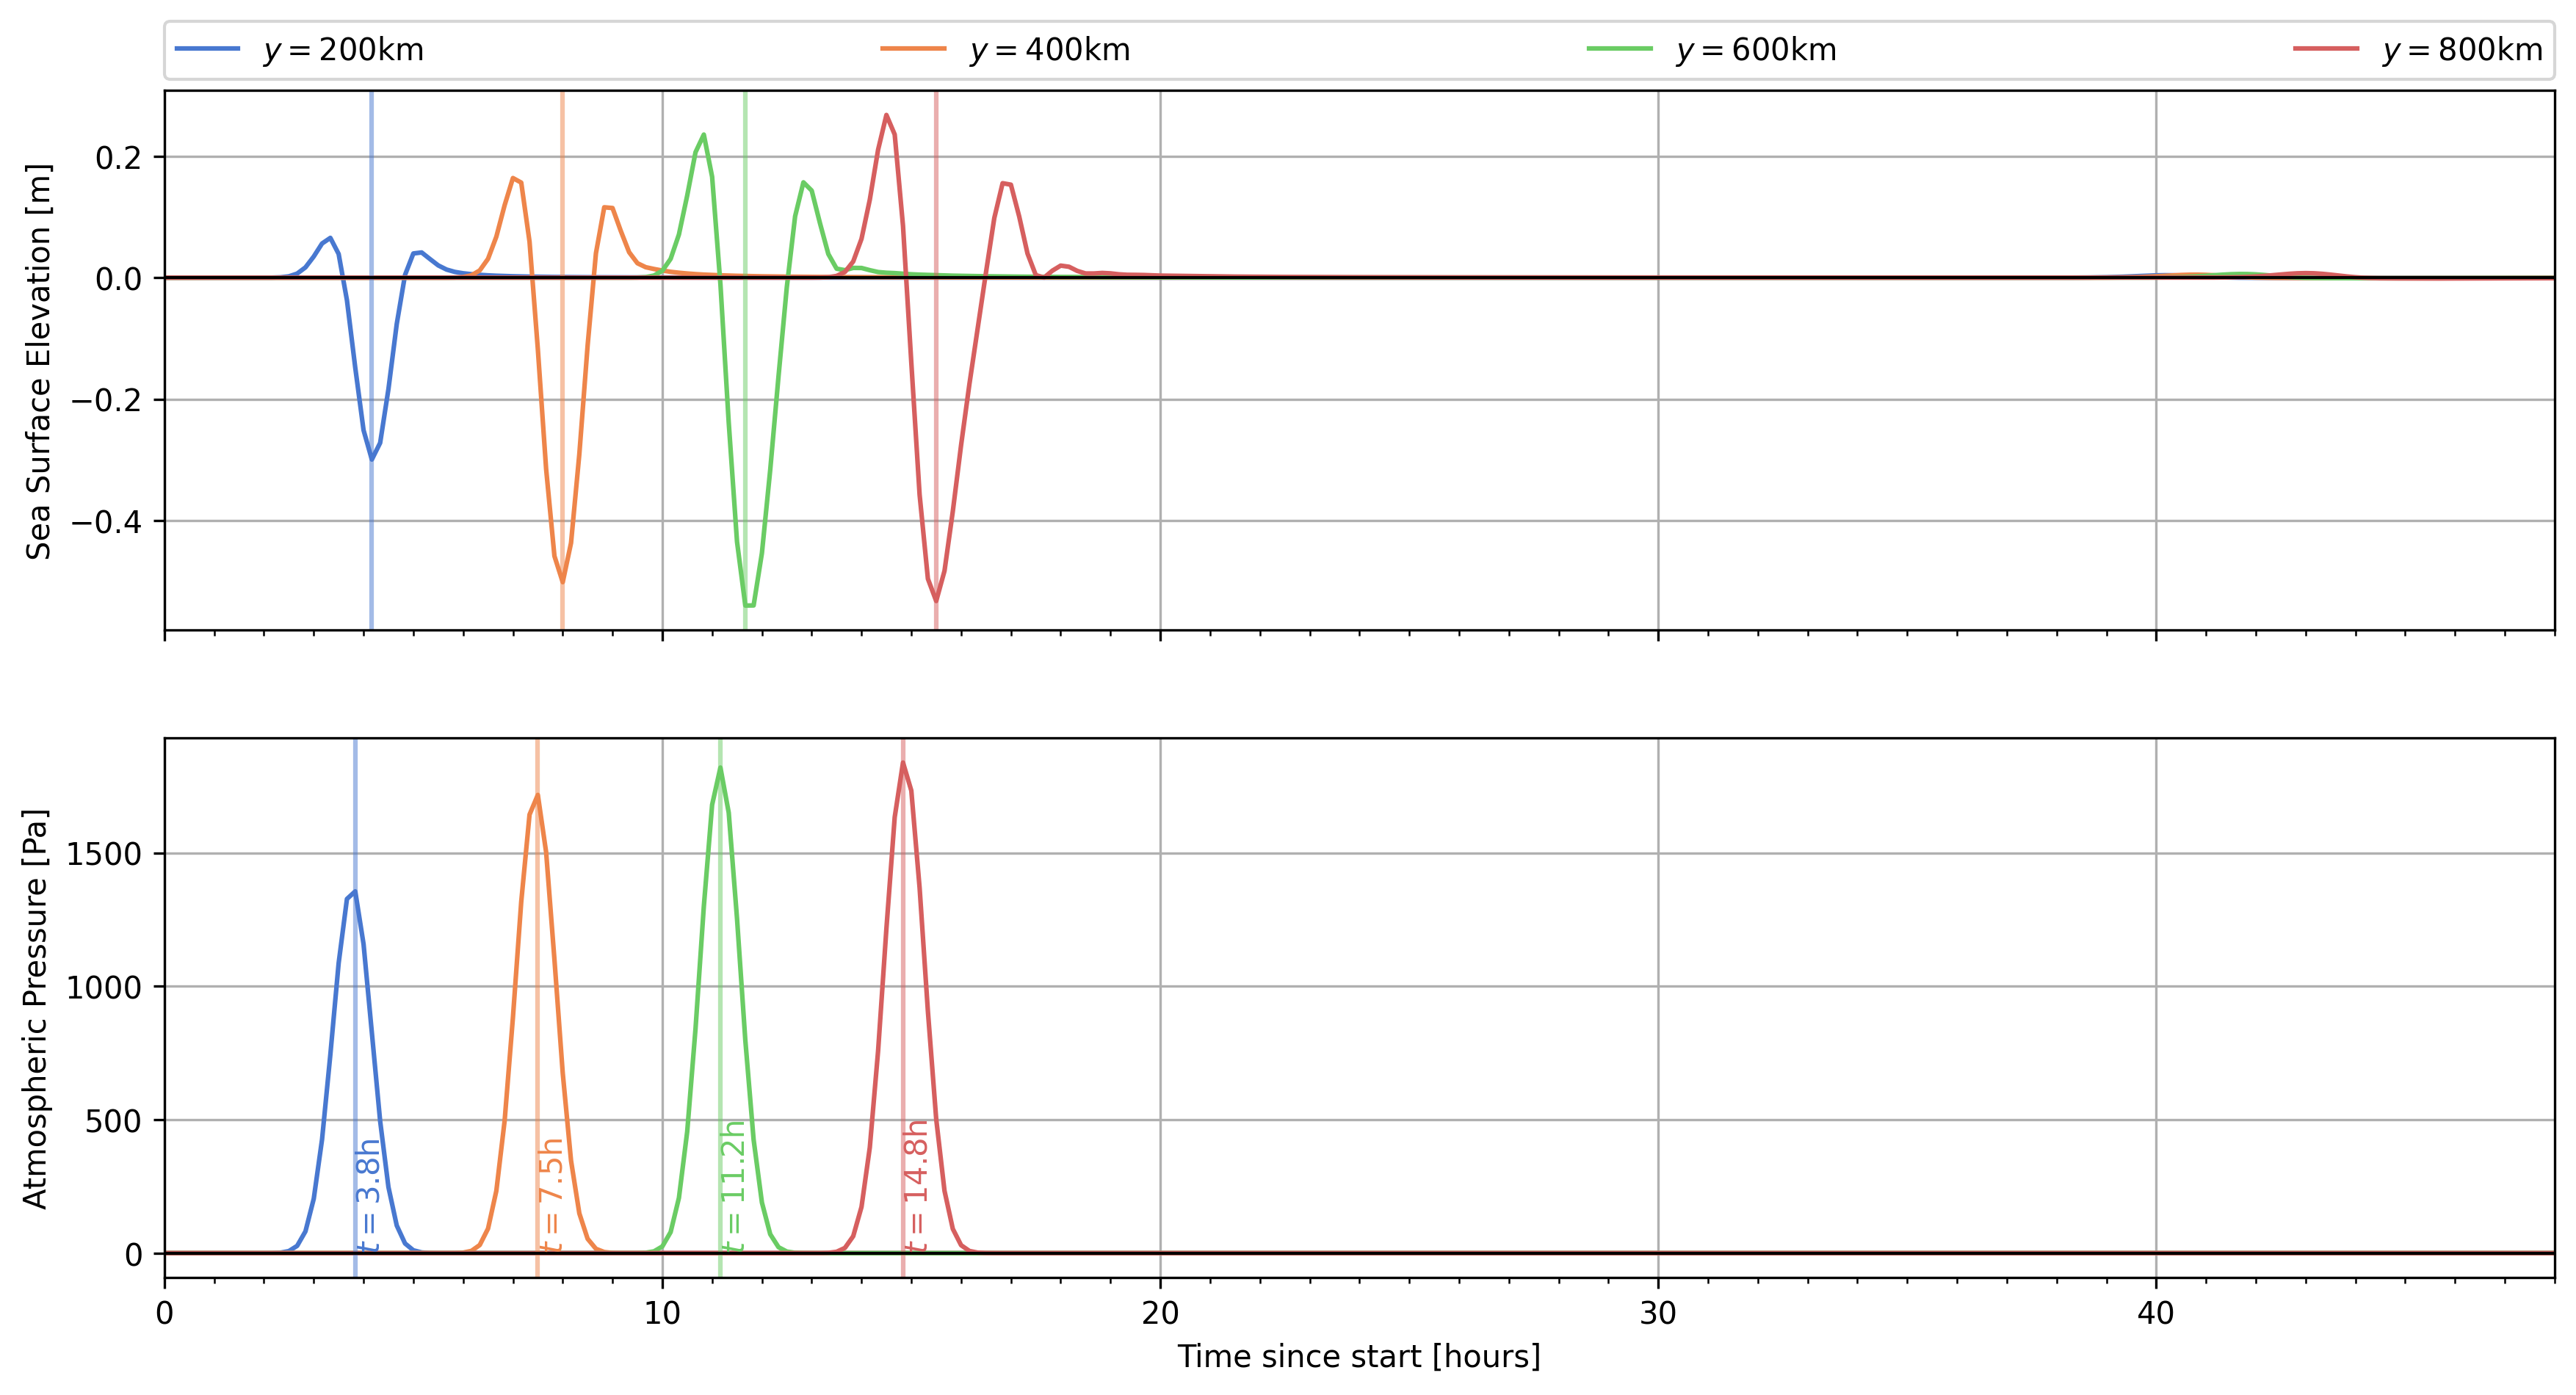 y = 200km y = 400km y = 600km y = 800km
Sea Surface Elevation [m]
0.2
0.0
−0.2
−0.4
Atmospheric Pressure [Pa]
1500
1000
500
0
t = 3.8h
t = 7.5h
t = 11.2h
t = 14.8h
0 10 20 30 40
Time since start [hours]